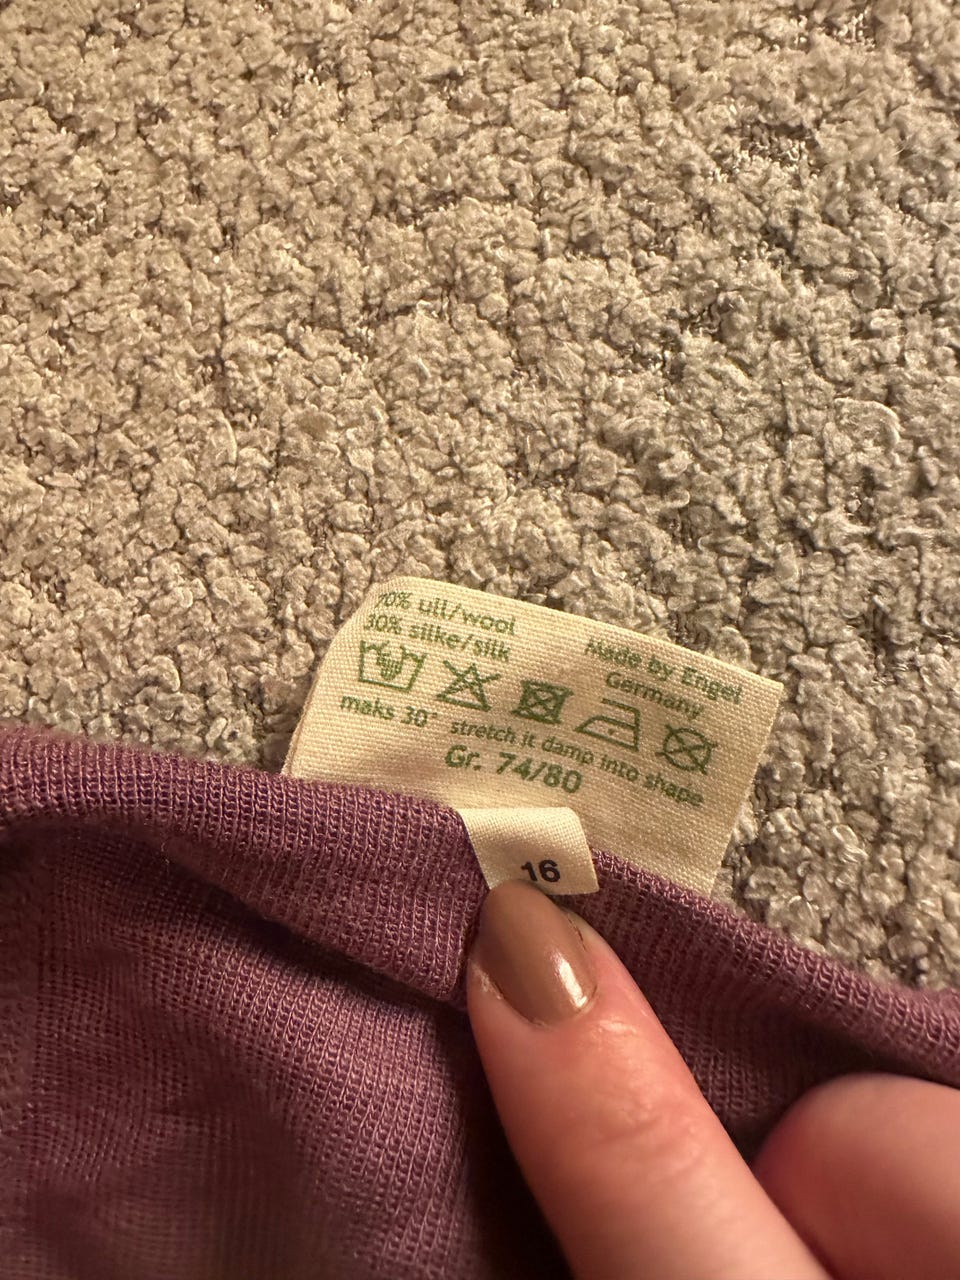 70% ull/wool
30% silke/silk
Made by Engel
Germany
maks 30°
stretch it damp into shape
Gr. 74/80
16